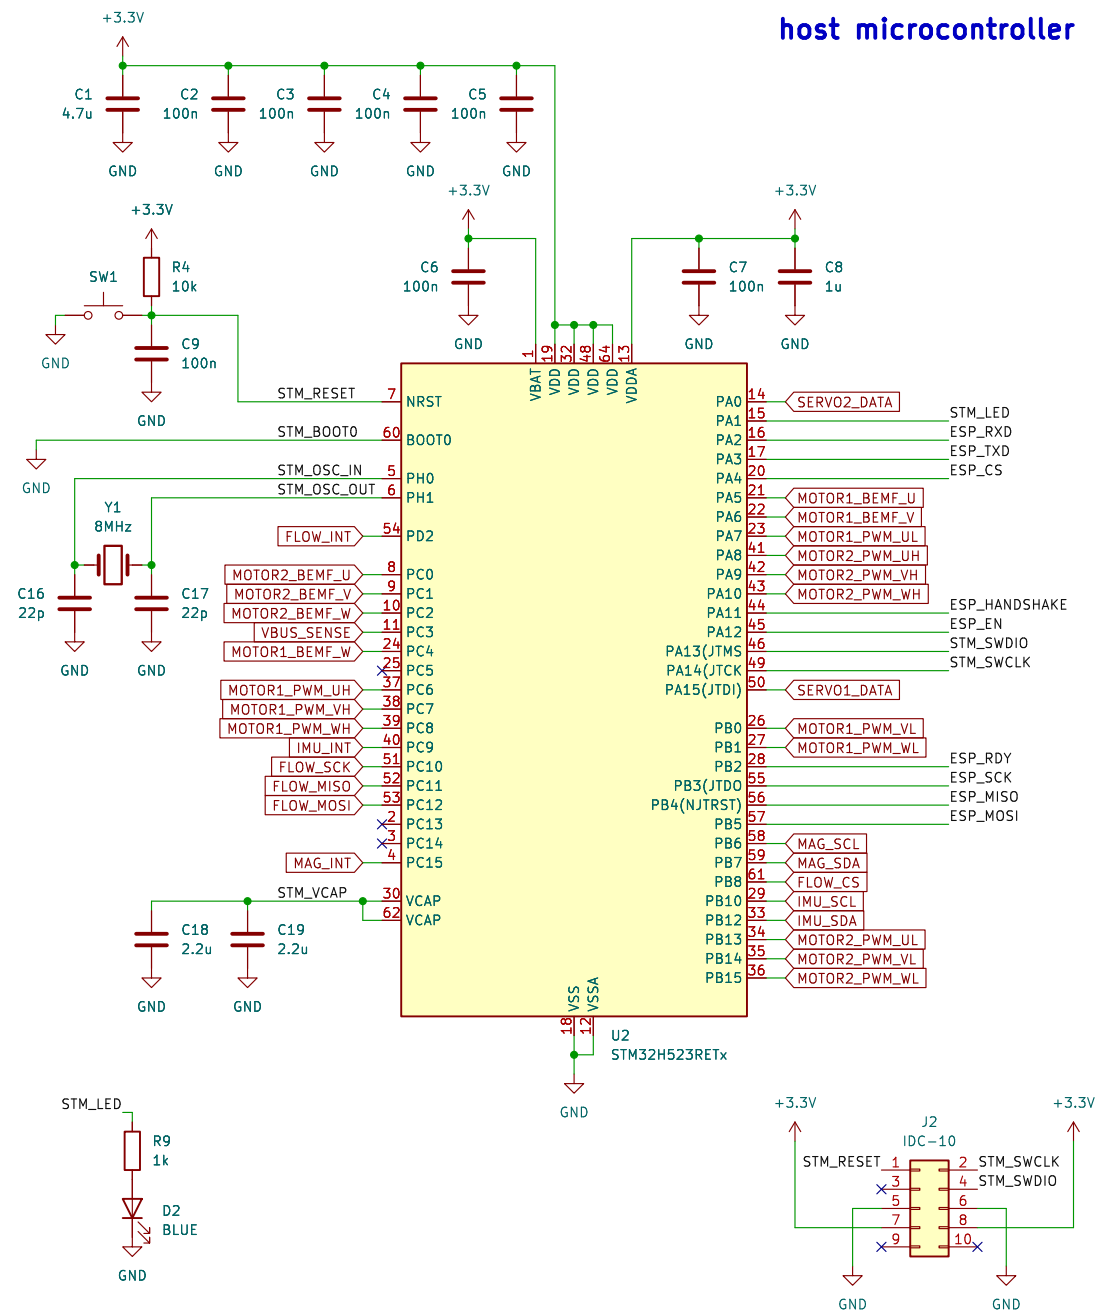 host microcontroller
+3.3V
C1
4.7u
GND
C2
100n
GND
C3
100n
GND
C4
100n
GND
C5
100n
GND
+3.3V
R4
10k
SW1
GND
C9
100n
GND
+3.3V
C6
100n
GND
+3.3V
C7
100n
GND
C8
1u
GND
1 VBAT
19 VDD
32 VDD
48 VDD
64 VDD
13 VDDA
STM_RESET 7 NRST
STM_BOOT0 60 BOOT0
GND
STM_OSC_IN 5 PH0
STM_OSC_OUT 6 PH1
Y1
8MHz
C16
22p
GND
C17
22p
GND
FLOW_INT 54 PD2
MOTOR2_BEMF_U 8 PC0
MOTOR2_BEMF_V 9 PC1
MOTOR2_BEMF_W 10 PC2
VBUS_SENSE 11 PC3
MOTOR1_BEMF_W 24 PC4
25 PC5
MOTOR1_PWM_UH 37 PC6
MOTOR1_PWM_VH 38 PC7
MOTOR1_PWM_WH 39 PC8
IMU_INT 40 PC9
FLOW_SCK 51 PC10
FLOW_MISO 52 PC11
FLOW_MOSI 53 PC12
2 PC13
3 PC14
MAG_INT 4 PC15
STM_VCAP 30 VCAP
62 VCAP
C18
2.2u
GND
C19
2.2u
GND
PA0 14 SERVO2_DATA
PA1 15 STM_LED
PA2 16 ESP_RXD
PA3 17 ESP_TXD
PA4 20 ESP_CS
PA5 21 MOTOR1_BEMF_U
PA6 22 MOTOR1_BEMF_V
PA7 23 MOTOR1_PWM_UL
PA8 41 MOTOR2_PWM_UH
PA9 42 MOTOR2_PWM_VH
PA10 43 MOTOR2_PWM_WH
PA11 44 ESP_HANDSHAKE
PA12 45 ESP_EN
PA13(JTMS 46 STM_SWDIO
PA14(JTCK 49 STM_SWCLK
PA15(JTDI) 50 SERVO1_DATA
PB0 26 MOTOR1_PWM_VL
PB1 27 MOTOR1_PWM_WL
PB2 28 ESP_RDY
PB3(JTDO 55 ESP_SCK
PB4(NJTRST) 56 ESP_MISO
PB5 57 ESP_MOSI
PB6 58 MAG_SCL
PB7 59 MAG_SDA
PB8 61 FLOW_CS
PB10 29 IMU_SCL
PB12 33 IMU_SDA
PB13 34 MOTOR2_PWM_UL
PB14 35 MOTOR2_PWM_VL
PB15 36 MOTOR2_PWM_WL
VSS 18
VSSA 12
U2
STM32H523RETx
GND
STM_LED
R9
1k
D2
BLUE
GND
+3.3V
J2
IDC-10
+3.3V
STM_RESET 1 2 STM_SWCLK
3 4 STM_SWDIO
5 6
7 8
9 10
GND
GND